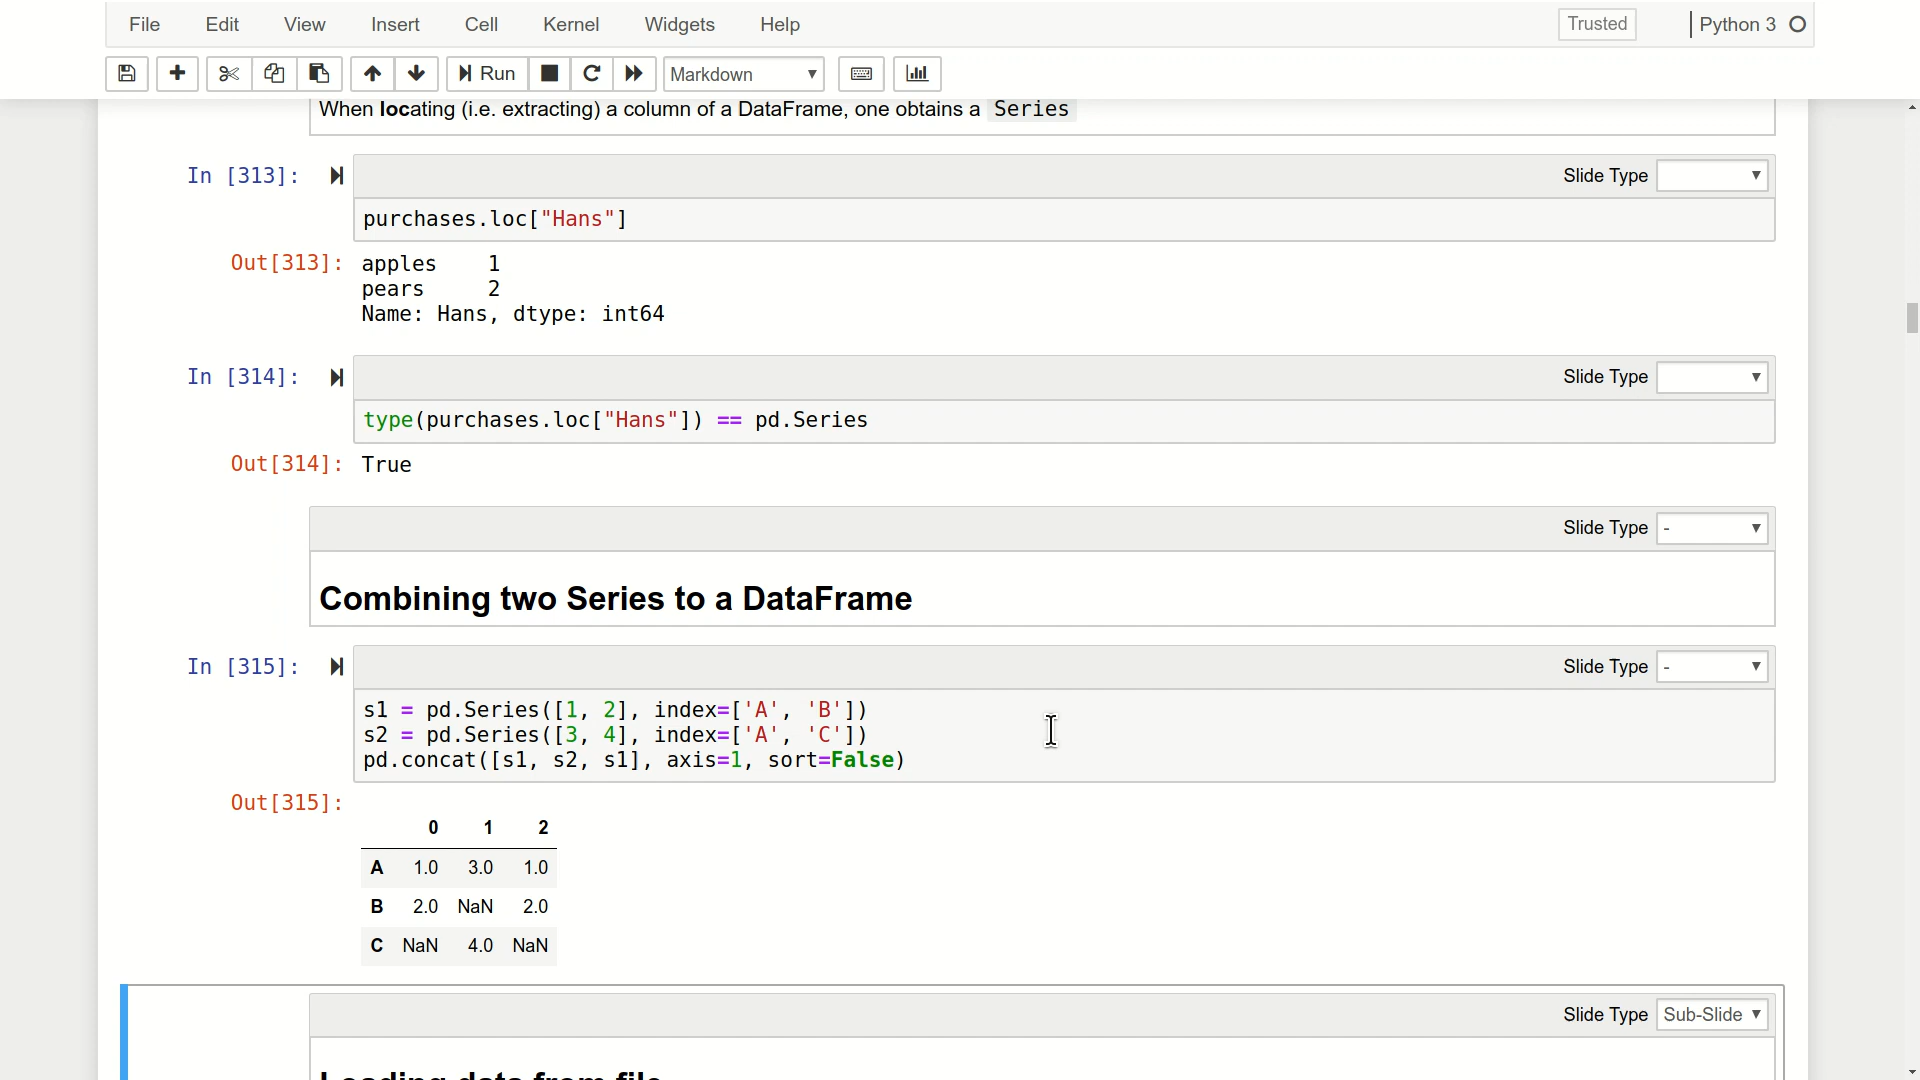 File Edit View Insert Cell Kernel Widgets Help Trusted Python 3
Run Markdown
When locating (i.e. extracting) a column of a DataFrame, one obtains a Series
In [313]: Slide Type
purchases.loc["Hans"]
Out[313]: apples 1
pears 2
Name: Hans, dtype: int64
In [314]: Slide Type
type(purchases.loc["Hans"]) == pd.Series
Out[314]: True
Slide Type -
Combining two Series to a DataFrame
In [315]: Slide Type -
s1 = pd.Series([1, 2], index=['A', 'B'])
s2 = pd.Series([3, 4], index=['A', 'C'])
pd.concat([s1, s2, s1], axis=1, sort=False)
Out[315]:
0 1 2
A 1.0 3.0 1.0
B 2.0 NaN 2.0
C NaN 4.0 NaN
Slide Type Sub-Slide
Loading data from file